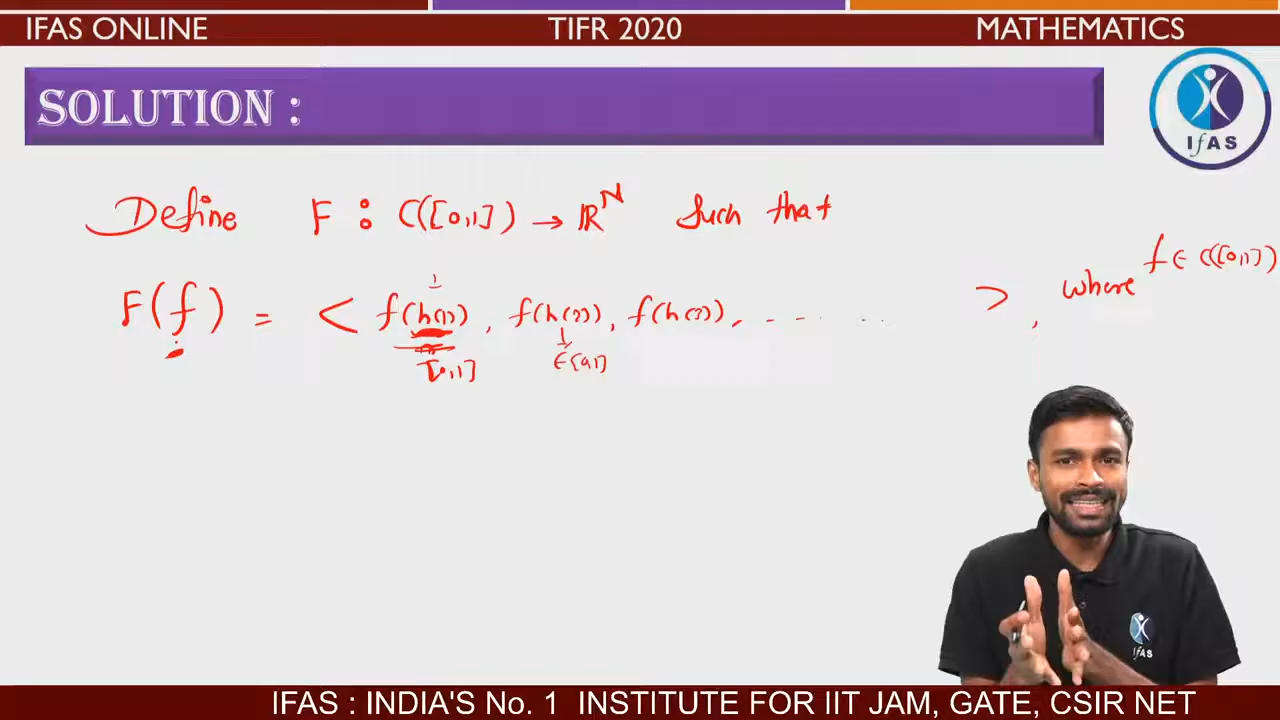 IFAS ONLINE TIFR 2020 MATHEMATICS
SOLUTION :
IfAS
Define F : C([0,1]) → ℝ^N such that
F(f) = < f(h(1)), f(h(2)), f(h(3)), - - - . . . >, where f ∈ C([0,1])
[0,1] ∈ [0,1]
IfAS
IFAS : INDIA'S No. 1 INSTITUTE FOR IIT JAM, GATE, CSIR NET